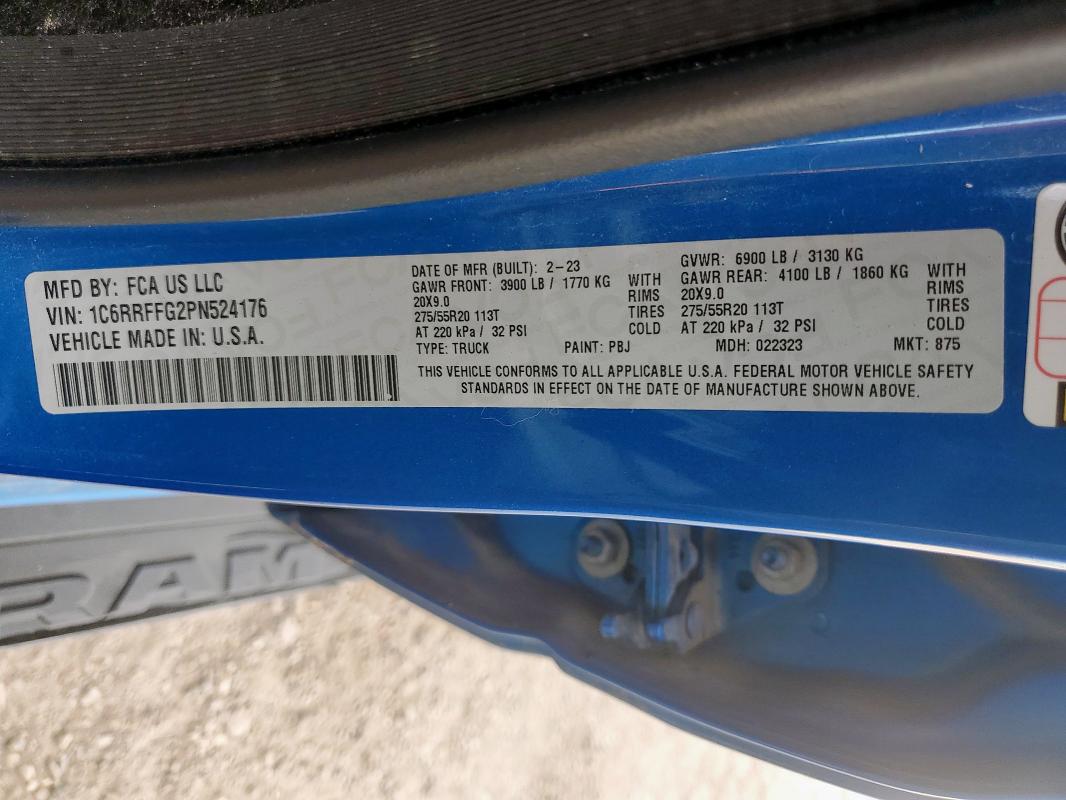 MFD BY: FCA US LLC
VIN: 1C6RRFFG2PN524176
VEHICLE MADE IN: U.S.A.
DATE OF MFR (BUILT): 2-23
GAWR FRONT: 3900 LB / 1770 KG WITH
20X9.0 RIMS
275/55R20 113T TIRES
AT 220 kPa / 32 PSI COLD
GVWR: 6900 LB / 3130 KG
GAWR REAR: 4100 LB / 1860 KG WITH
20X9.0 RIMS
275/55R20 113T TIRES
AT 220 kPa / 32 PSI COLD
TYPE: TRUCK PAINT: PBJ MDH: 022323 MKT: 875
THIS VEHICLE CONFORMS TO ALL APPLICABLE U.S.A. FEDERAL MOTOR VEHICLE SAFETY
STANDARDS IN EFFECT ON THE DATE OF MANUFACTURE SHOWN ABOVE.
RAM